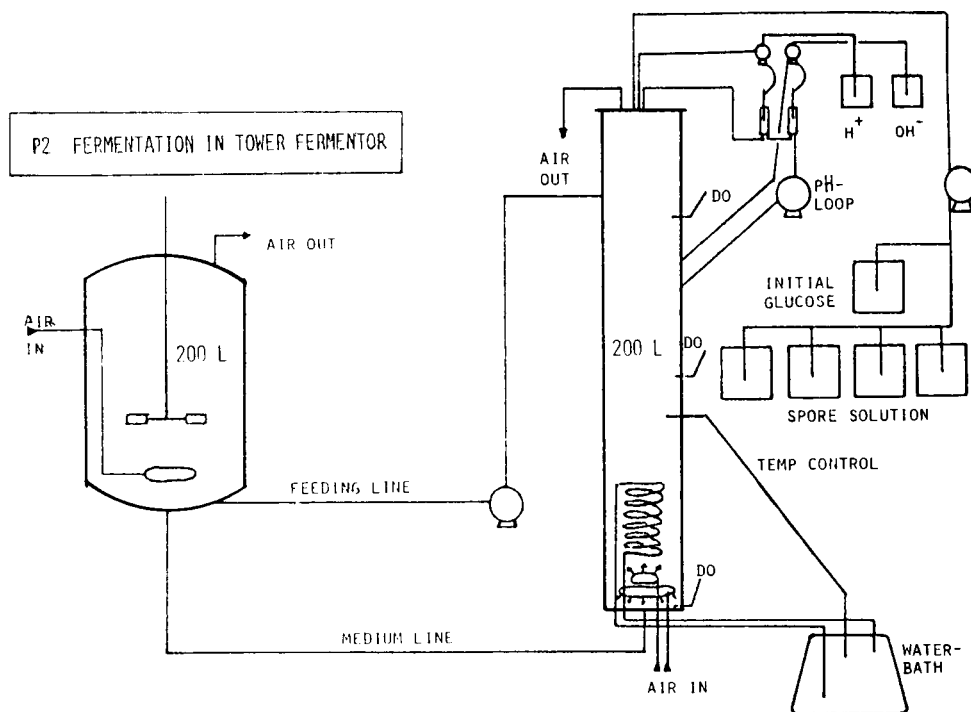 P2 FERMENTATION IN TOWER FERMENTOR
AIR OUT
AIR
IN
200 L
FEEDING LINE
MEDIUM LINE
AIR
OUT
H⁺
OH⁻
PH-
LOOP
DO
INITIAL
GLUCOSE
200 L
DO
SPORE SOLUTION
TEMP CONTROL
DO
AIR IN
WATER-
BATH